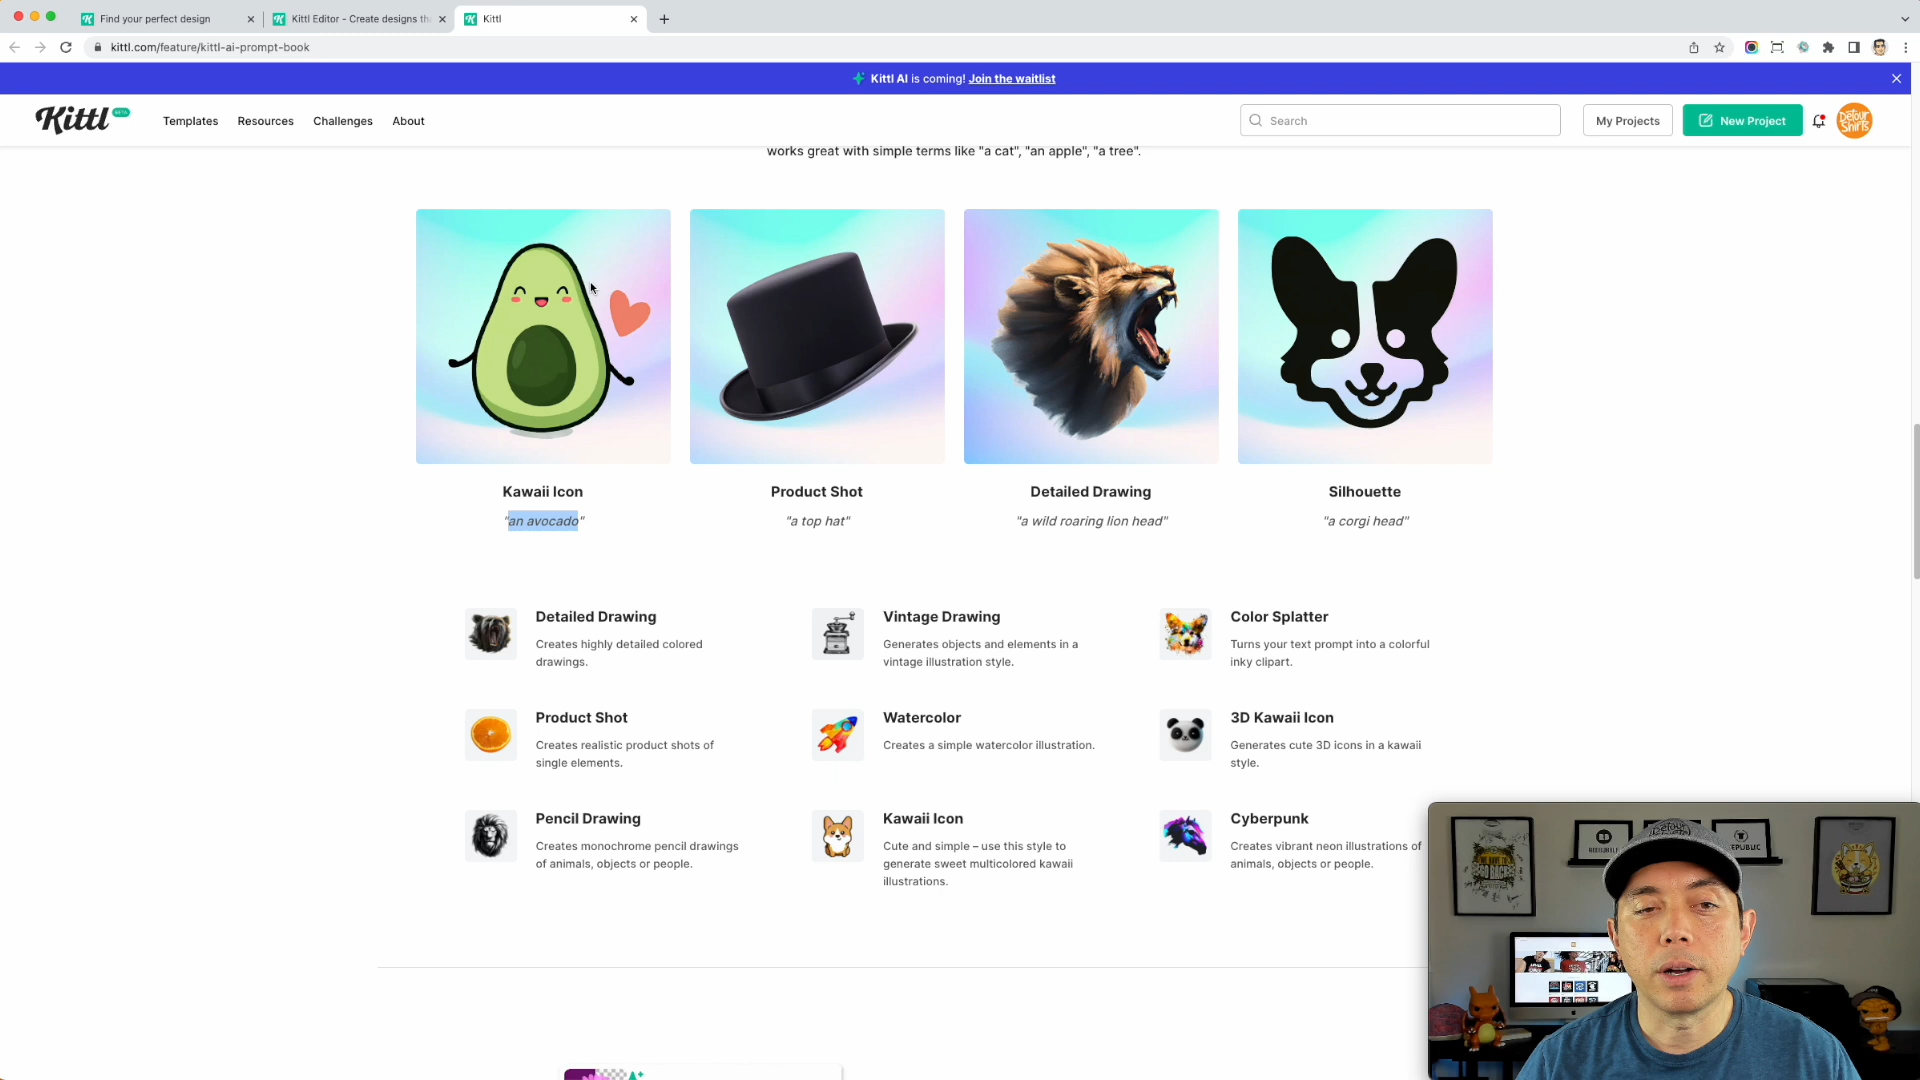 Find your perfect design
Kittl Editor - Create designs th
Kittl
kittl.com/feature/kittl-ai-prompt-book
Kittl AI is coming! Join the waitlist
Kittl BETA
Templates
Resources
Challenges
About
Search
My Projects
New Project
Detour Shirts
works great with simple terms like "a cat", "an apple", "a tree".
Kawaii Icon
"an avocado"
Product Shot
"a top hat"
Detailed Drawing
"a wild roaring lion head"
Silhouette
"a corgi head"
Detailed Drawing
Creates highly detailed colored
drawings.
Vintage Drawing
Generates objects and elements in a
vintage illustration style.
Color Splatter
Turns your text prompt into a colorful
inky clipart.
Product Shot
Creates realistic product shots of
single elements.
Watercolor
Creates a simple watercolor illustration.
3D Kawaii Icon
Generates cute 3D icons in a kawaii
style.
Pencil Drawing
Creates monochrome pencil drawings
of animals, objects or people.
Kawaii Icon
Cute and simple – use this style to
generate sweet multicolored kawaii
illustrations.
Cyberpunk
Creates vibrant neon illustrations of
animals, objects or people.